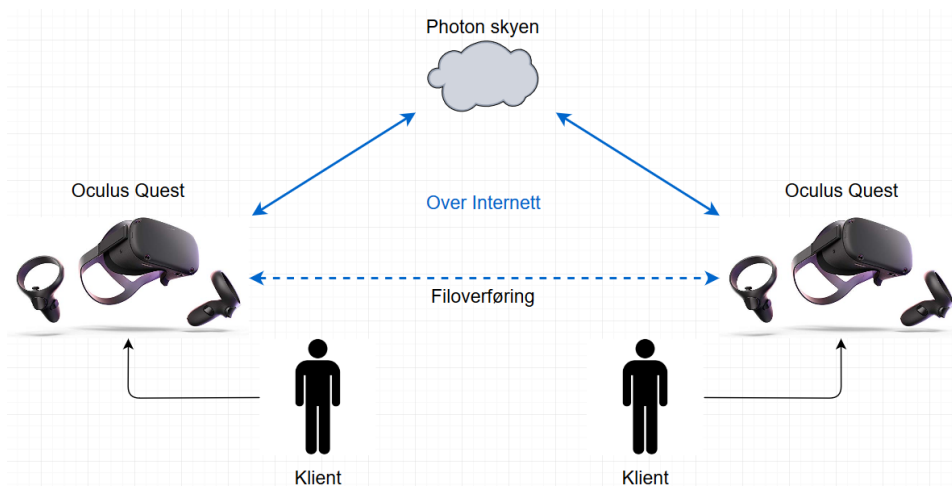 Photon skyen
Oculus Quest
Oculus Quest
Over Internett
Filoverføring
Klient
Klient